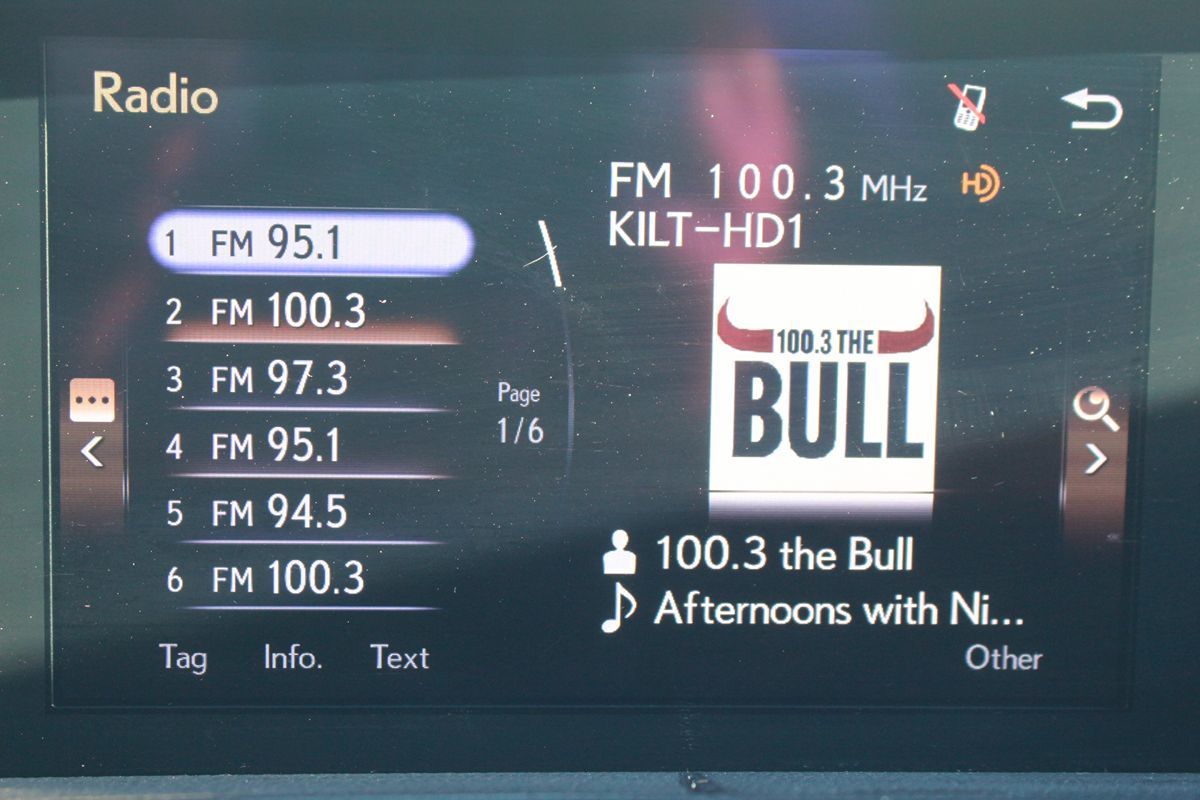 Radio
1 FM 95.1
2 FM 100.3
3 FM 97.3
4 FM 95.1
5 FM 94.5
6 FM 100.3
Page
1/6
Tag Info. Text
FM 100.3 MHz HD
KILT-HD1
100.3 THE
BULL
100.3 the Bull
Afternoons with Ni...
Other